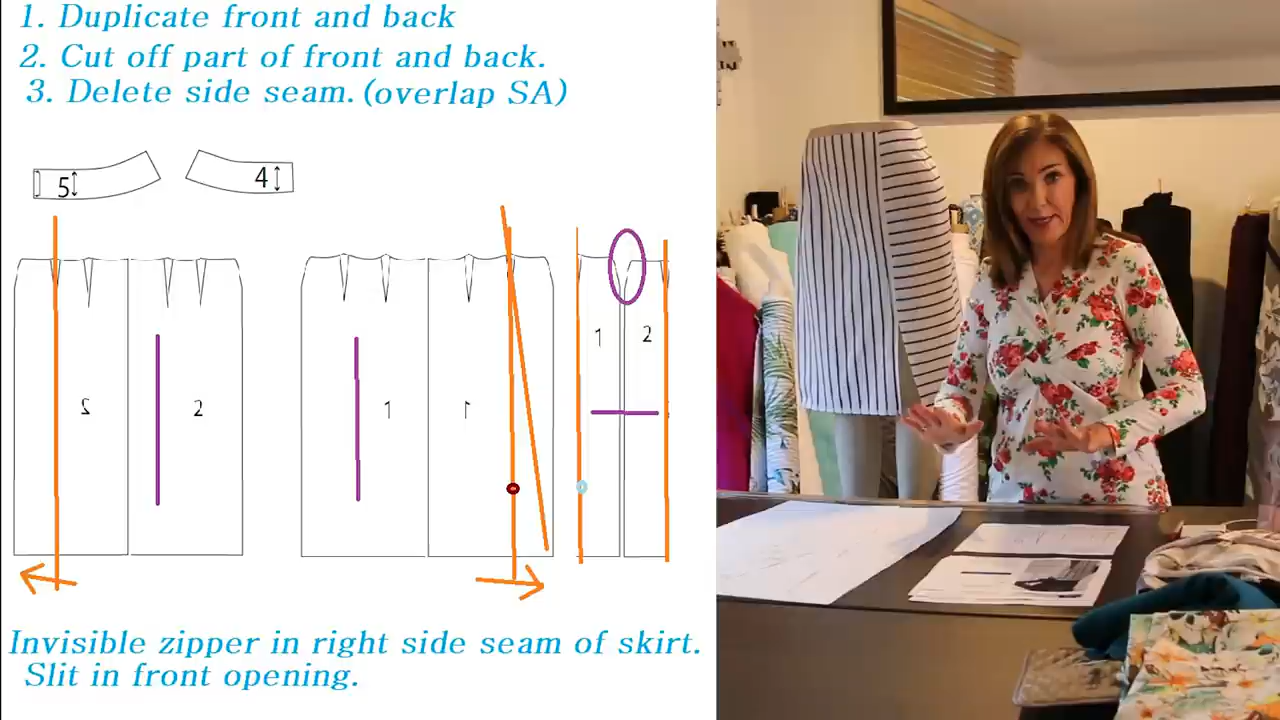 1. Duplicate front and back
2. Cut off part of front and back.
3. Delete side seam. (overlap SA)
5
4
1
2
2
2
1
1
Invisible zipper in right side seam of skirt.
Slit in front opening.